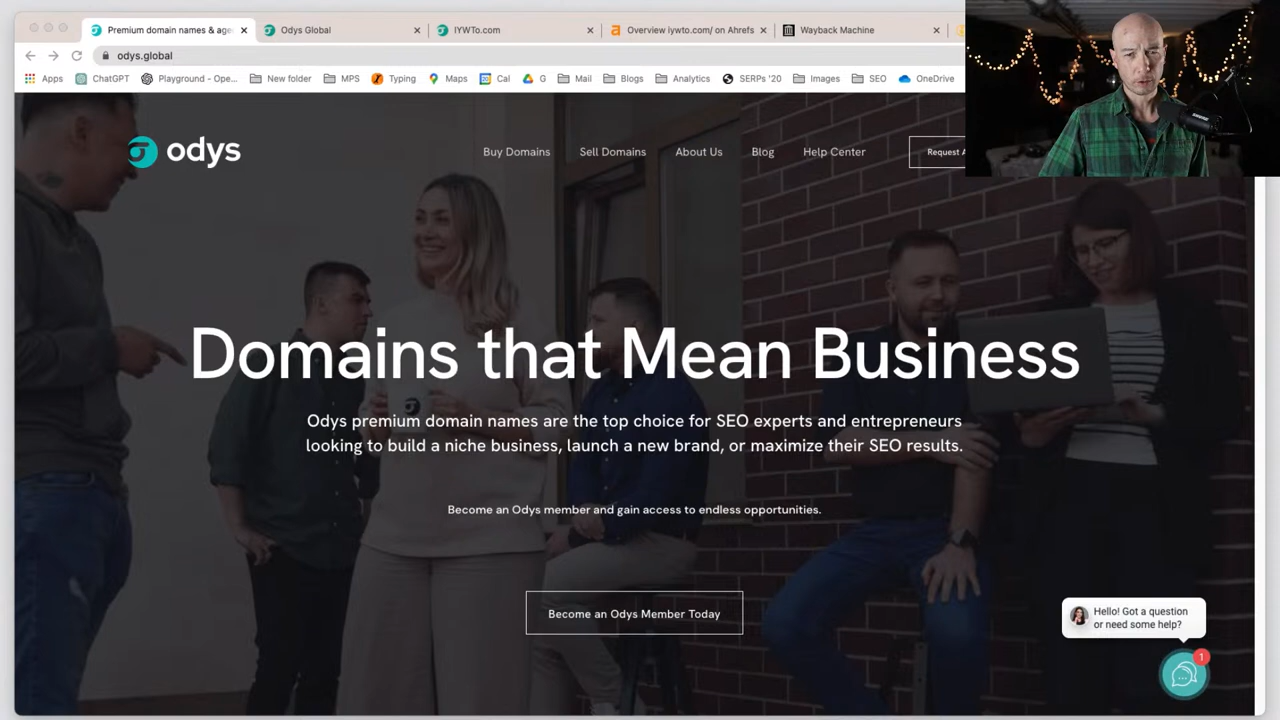 Premium domain names & age
Odys Global
IYWTo.com
Overview iywto.com/ on Ahrefs
Wayback Machine
odys.global
Apps
ChatGPT
Playground - Ope...
New folder
MPS
Typing
Maps
Cal
G
Mail
Blogs
Analytics
SERPs '20
Images
SEO
OneDrive
odys
Buy Domains
Sell Domains
About Us
Blog
Help Center
Request A
SHURE
Domains that Mean Business
Odys premium domain names are the top choice for SEO experts and entrepreneurs
looking to build a niche business, launch a new brand, or maximize their SEO results.
Become an Odys member and gain access to endless opportunities.
Become an Odys Member Today
Hello! Got a question
or need some help?
1